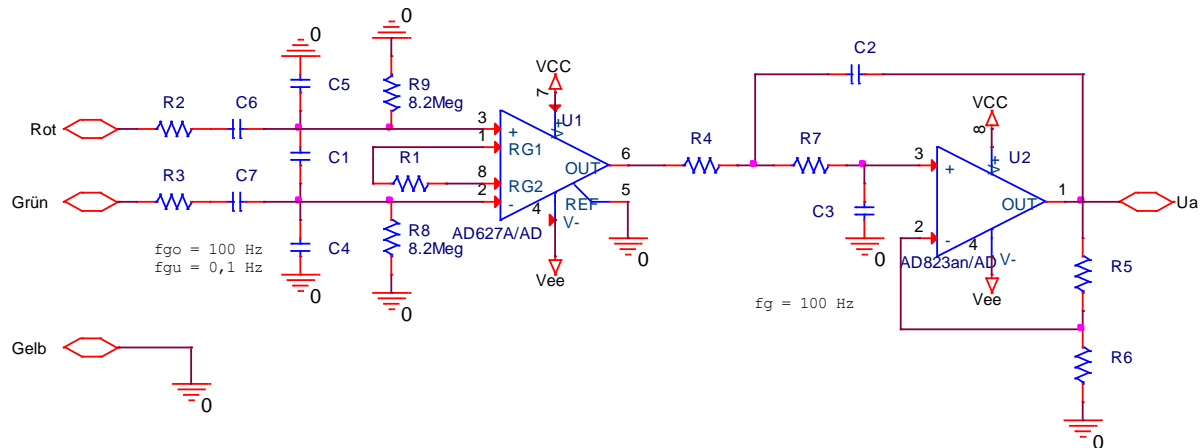 0
0
C2
C5
R9
8.2Meg
VCC
7
V+
U1
R2
C6
Rot
3
+
1
RG1
C1
R1
OUT
6
R4
R7
VCC
8
V+
U2
3
+
R3
C7
8
RG2
2
-
REF
5
4
V-
Grün
C3
OUT
1
Ua
2
-
4
V-
AD627A/AD
AD823an/AD
fgo = 100 Hz
fgu = 0,1 Hz
C4
R8
8.2Meg
0
0
Vee
0
0
Vee
fg = 100 Hz
R5
Gelb
0
R6
0